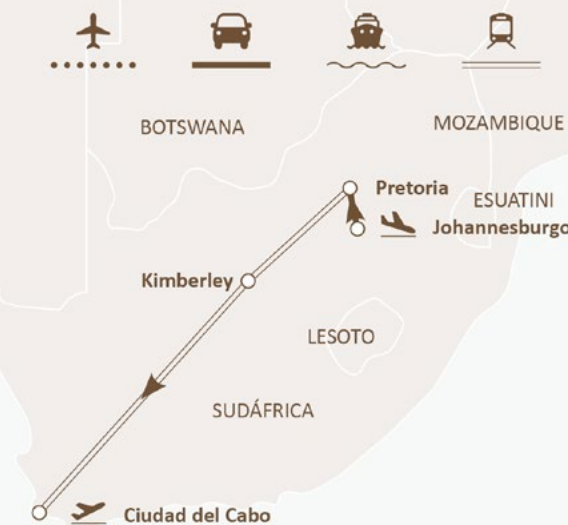 BOTSWANA
MOZAMBIQUE
Pretoria
ESUATINI
Johannesburgo
Kimberley
LESOTO
SUDÁFRICA
Ciudad del Cabo